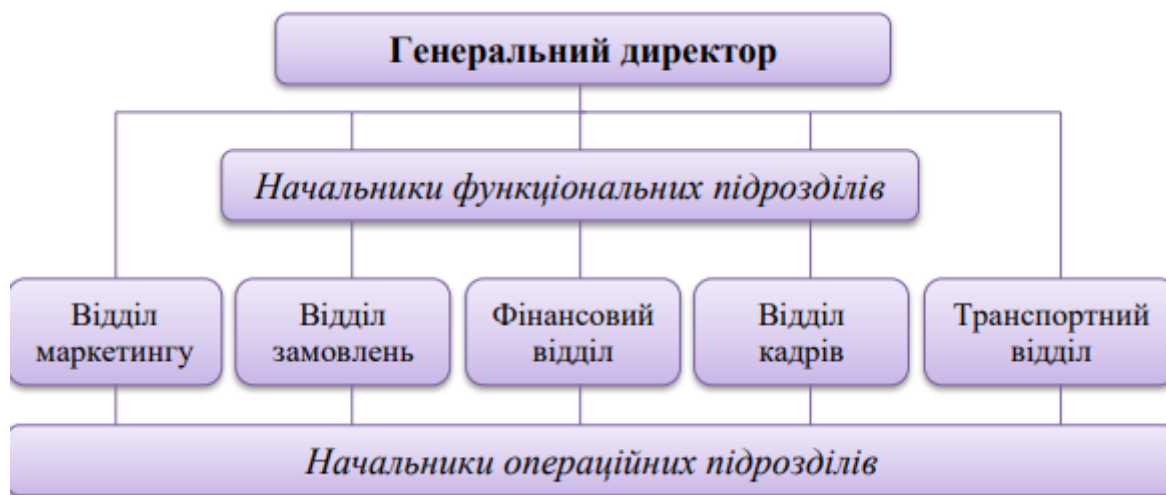 Генеральний директор
Начальники функціональних підрозділів
Відділ
маркетингу
Відділ
замовлень
Фінансовий
відділ
Відділ
кадрів
Транспортний
відділ
Начальники операційних підрозділів